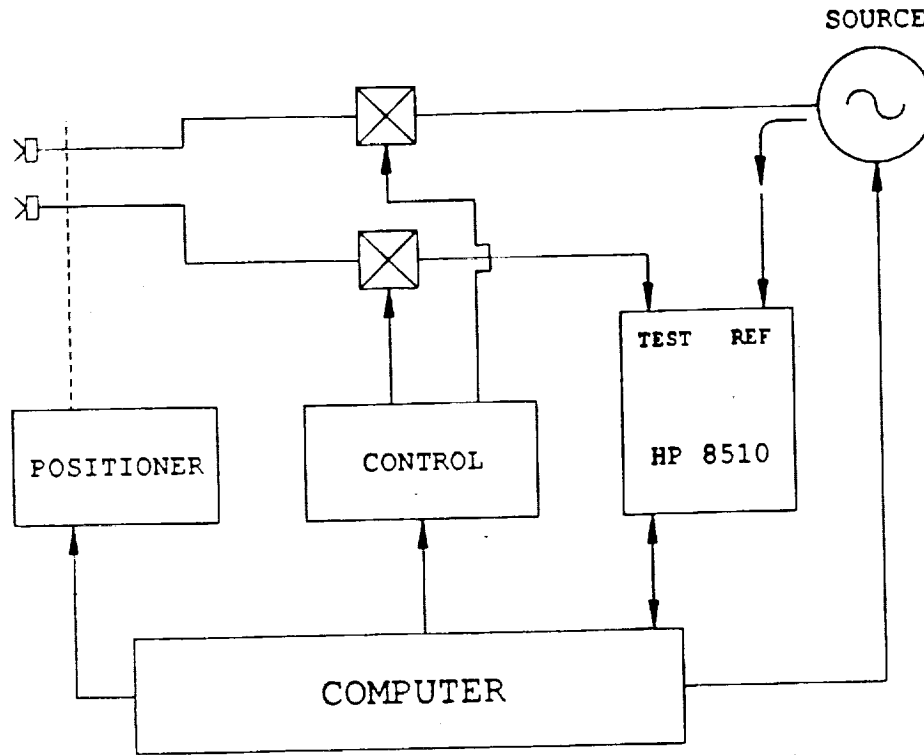 SOURCE
TEST REF
POSITIONER
CONTROL
HP 8510
COMPUTER